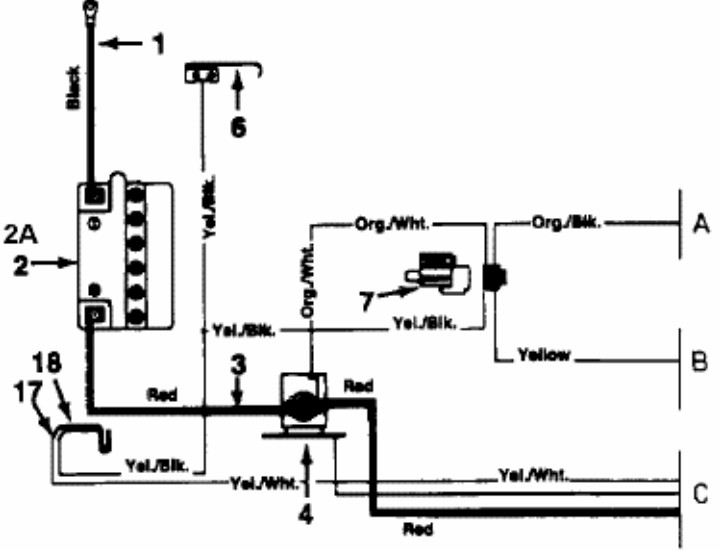 1
Black
6
Yel./Blk.
2A
2
Org./Wht.
Org./Blk.
A
Org./Wht.
7
Yel./Blk.
Yel./Blk.
Yellow
B
18
17
Red
3
Red
Yel./Blk.
Yel./Wht.
4
Yel./Wht.
C
Red